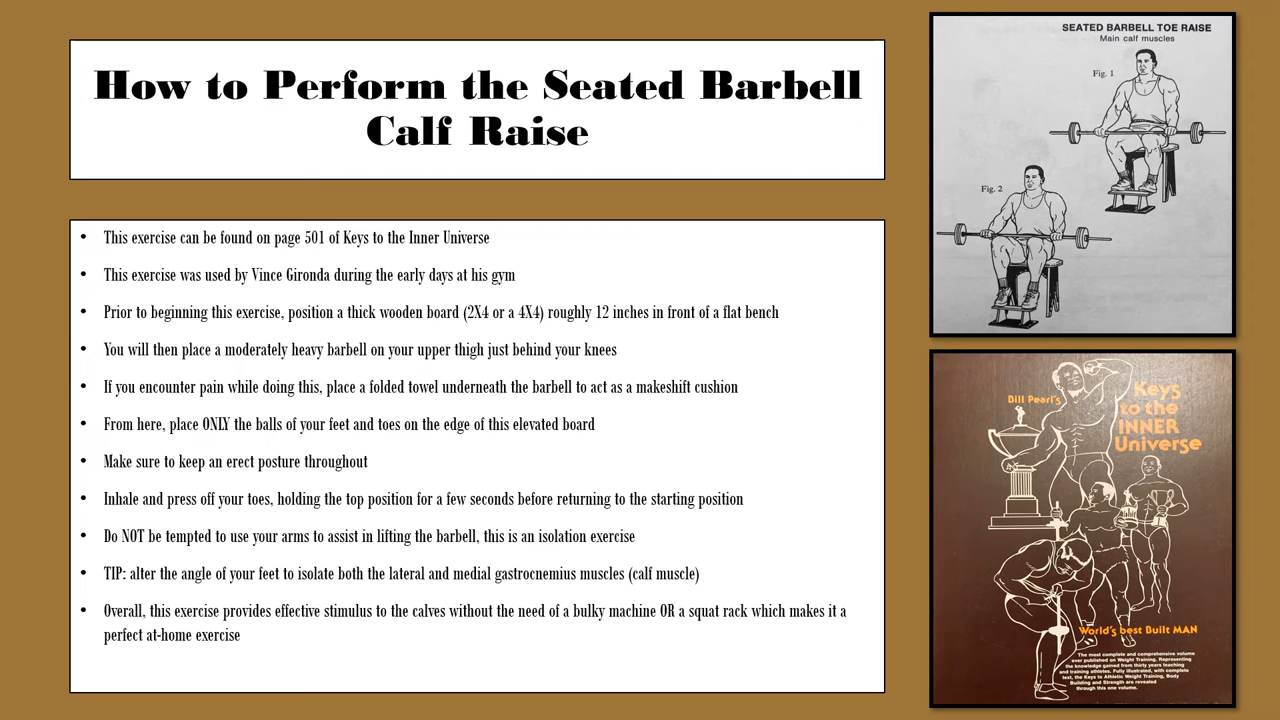 How to Perform the Seated Barbell
Calf Raise
• This exercise can be found on page 501 of Keys to the Inner Universe
• This exercise was used by Vince Gironda during the early days at his gym
• Prior to beginning this exercise, position a thick wooden board (2X4 or a 4X4) roughly 12 inches in front of a flat bench
• You will then place a moderately heavy barbell on your upper thigh just behind your knees
• If you encounter pain while doing this, place a folded towel underneath the barbell to act as a makeshift cushion
• From here, place ONLY the balls of your feet and toes on the edge of this elevated board
• Make sure to keep an erect posture throughout
• Inhale and press off your toes, holding the top position for a few seconds before returning to the starting position
• Do NOT be tempted to use your arms to assist in lifting the barbell, this is an isolation exercise
• TIP: alter the angle of your feet to isolate both the lateral and medial gastrocnemius muscles (calf muscle)
• Overall, this exercise provides effective stimulus to the calves without the need of a bulky machine OR a squat rack which makes it a
perfect at-home exercise
SEATED BARBELL TOE RAISE
Main calf muscles
Fig. 1
Fig. 2
Bill Pearl's
Keys
to the
INNER
Universe
World's best Built MAN
The most complete and comprehensive volume
ever published on Weight Training. Representing
the knowledge gained from thirty years teaching
and training athletes. Fully illustrated, with complete
text, the Keys to Athletic Weight Training, Body
Building and Strength are revealed
through this one volume.